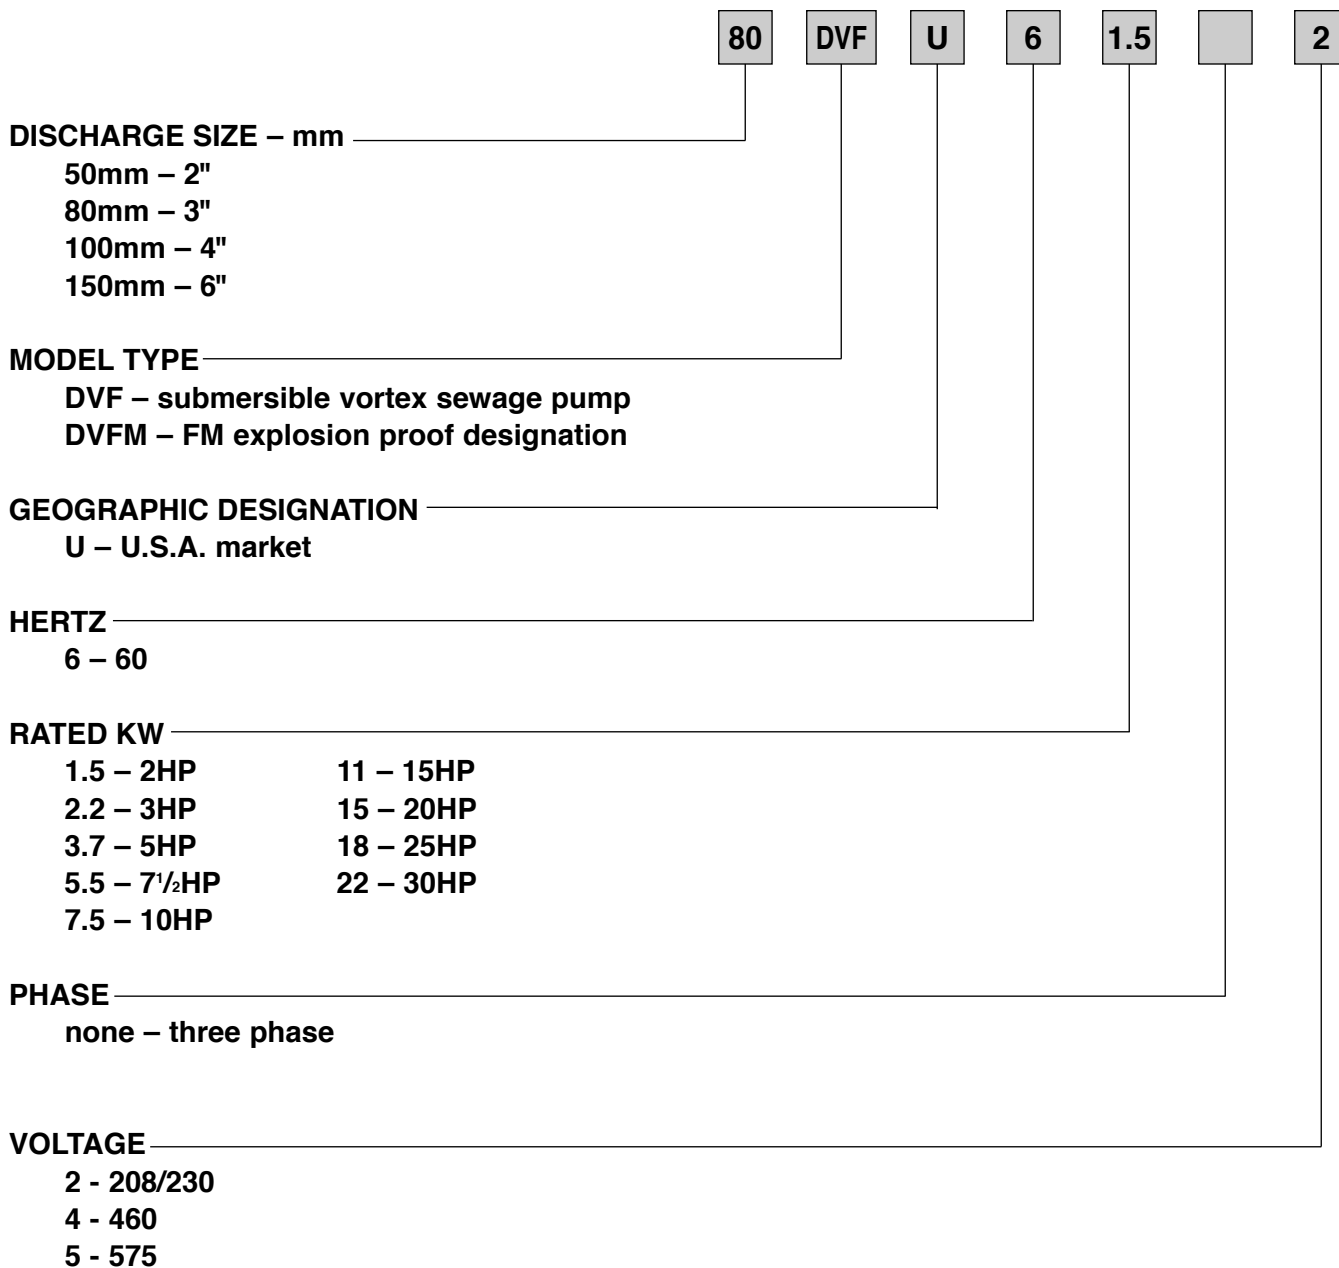 80 DVF U 6 1.5 2
DISCHARGE SIZE – mm
50mm – 2"
80mm – 3"
100mm – 4"
150mm – 6"
MODEL TYPE
DVF – submersible vortex sewage pump
DVFM – FM explosion proof designation
GEOGRAPHIC DESIGNATION
U – U.S.A. market
HERTZ
6 – 60
RATED KW
1.5 – 2HP 11 – 15HP
2.2 – 3HP 15 – 20HP
3.7 – 5HP 18 – 25HP
5.5 – 7 1/2HP 22 – 30HP
7.5 – 10HP
PHASE
none – three phase
VOLTAGE
2 - 208/230
4 - 460
5 - 575